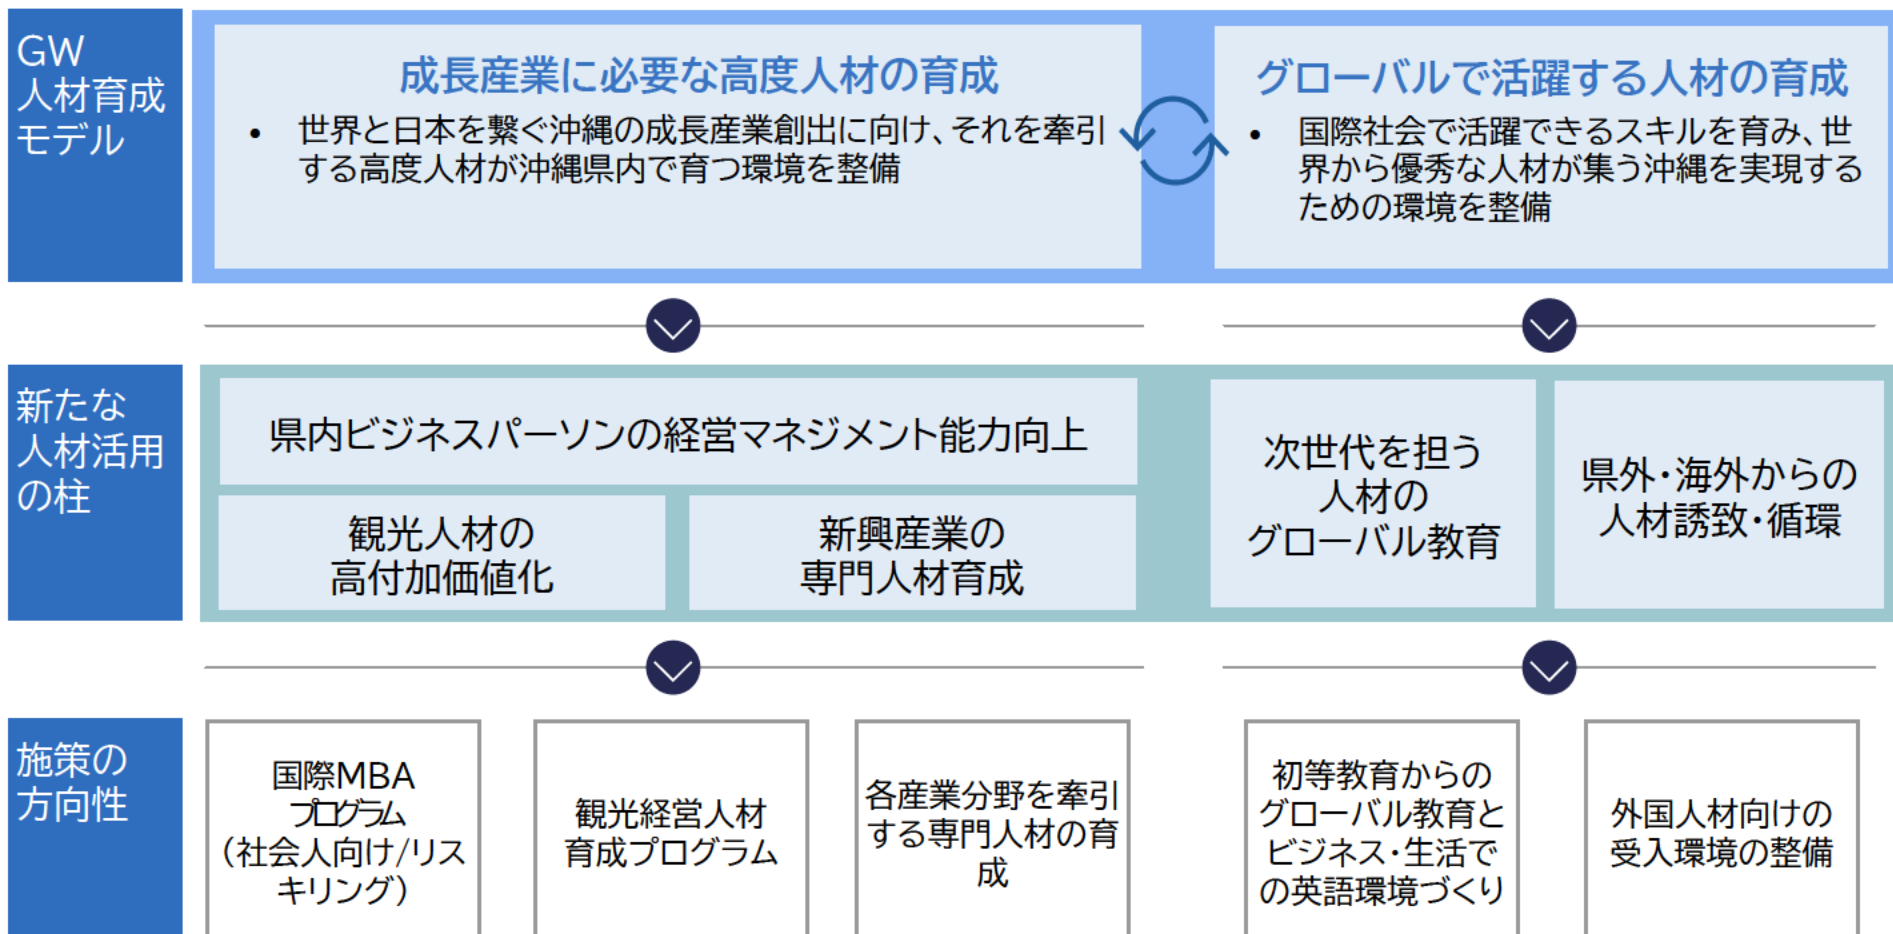 GW
人材育成
モデル
成長産業に必要な高度人材の育成
• 世界と日本を繋ぐ沖縄の成長産業創出に向け、それを牽引
する高度人材が沖縄県内で育つ環境を整備
グローバルで活躍する人材の育成
• 国際社会で活躍できるスキルを育み、世
界から優秀な人材が集う沖縄を実現する
ための環境を整備
新たな
人材活用
の柱
県内ビジネスパーソンの経営マネジメント能力向上
観光人材の
高付加価値化
新興産業の
専門人材育成
次世代を担う
人材の
グローバル教育
県外・海外からの
人材誘致・循環
施策の
方向性
国際MBA
プログラム
（社会人向け/リス
キリング）
観光経営人材
育成プログラム
各産業分野を牽引
する専門人材の育
成
初等教育からの
グローバル教育と
ビジネス・生活で
の英語環境づくり
外国人材向けの
受入環境の整備